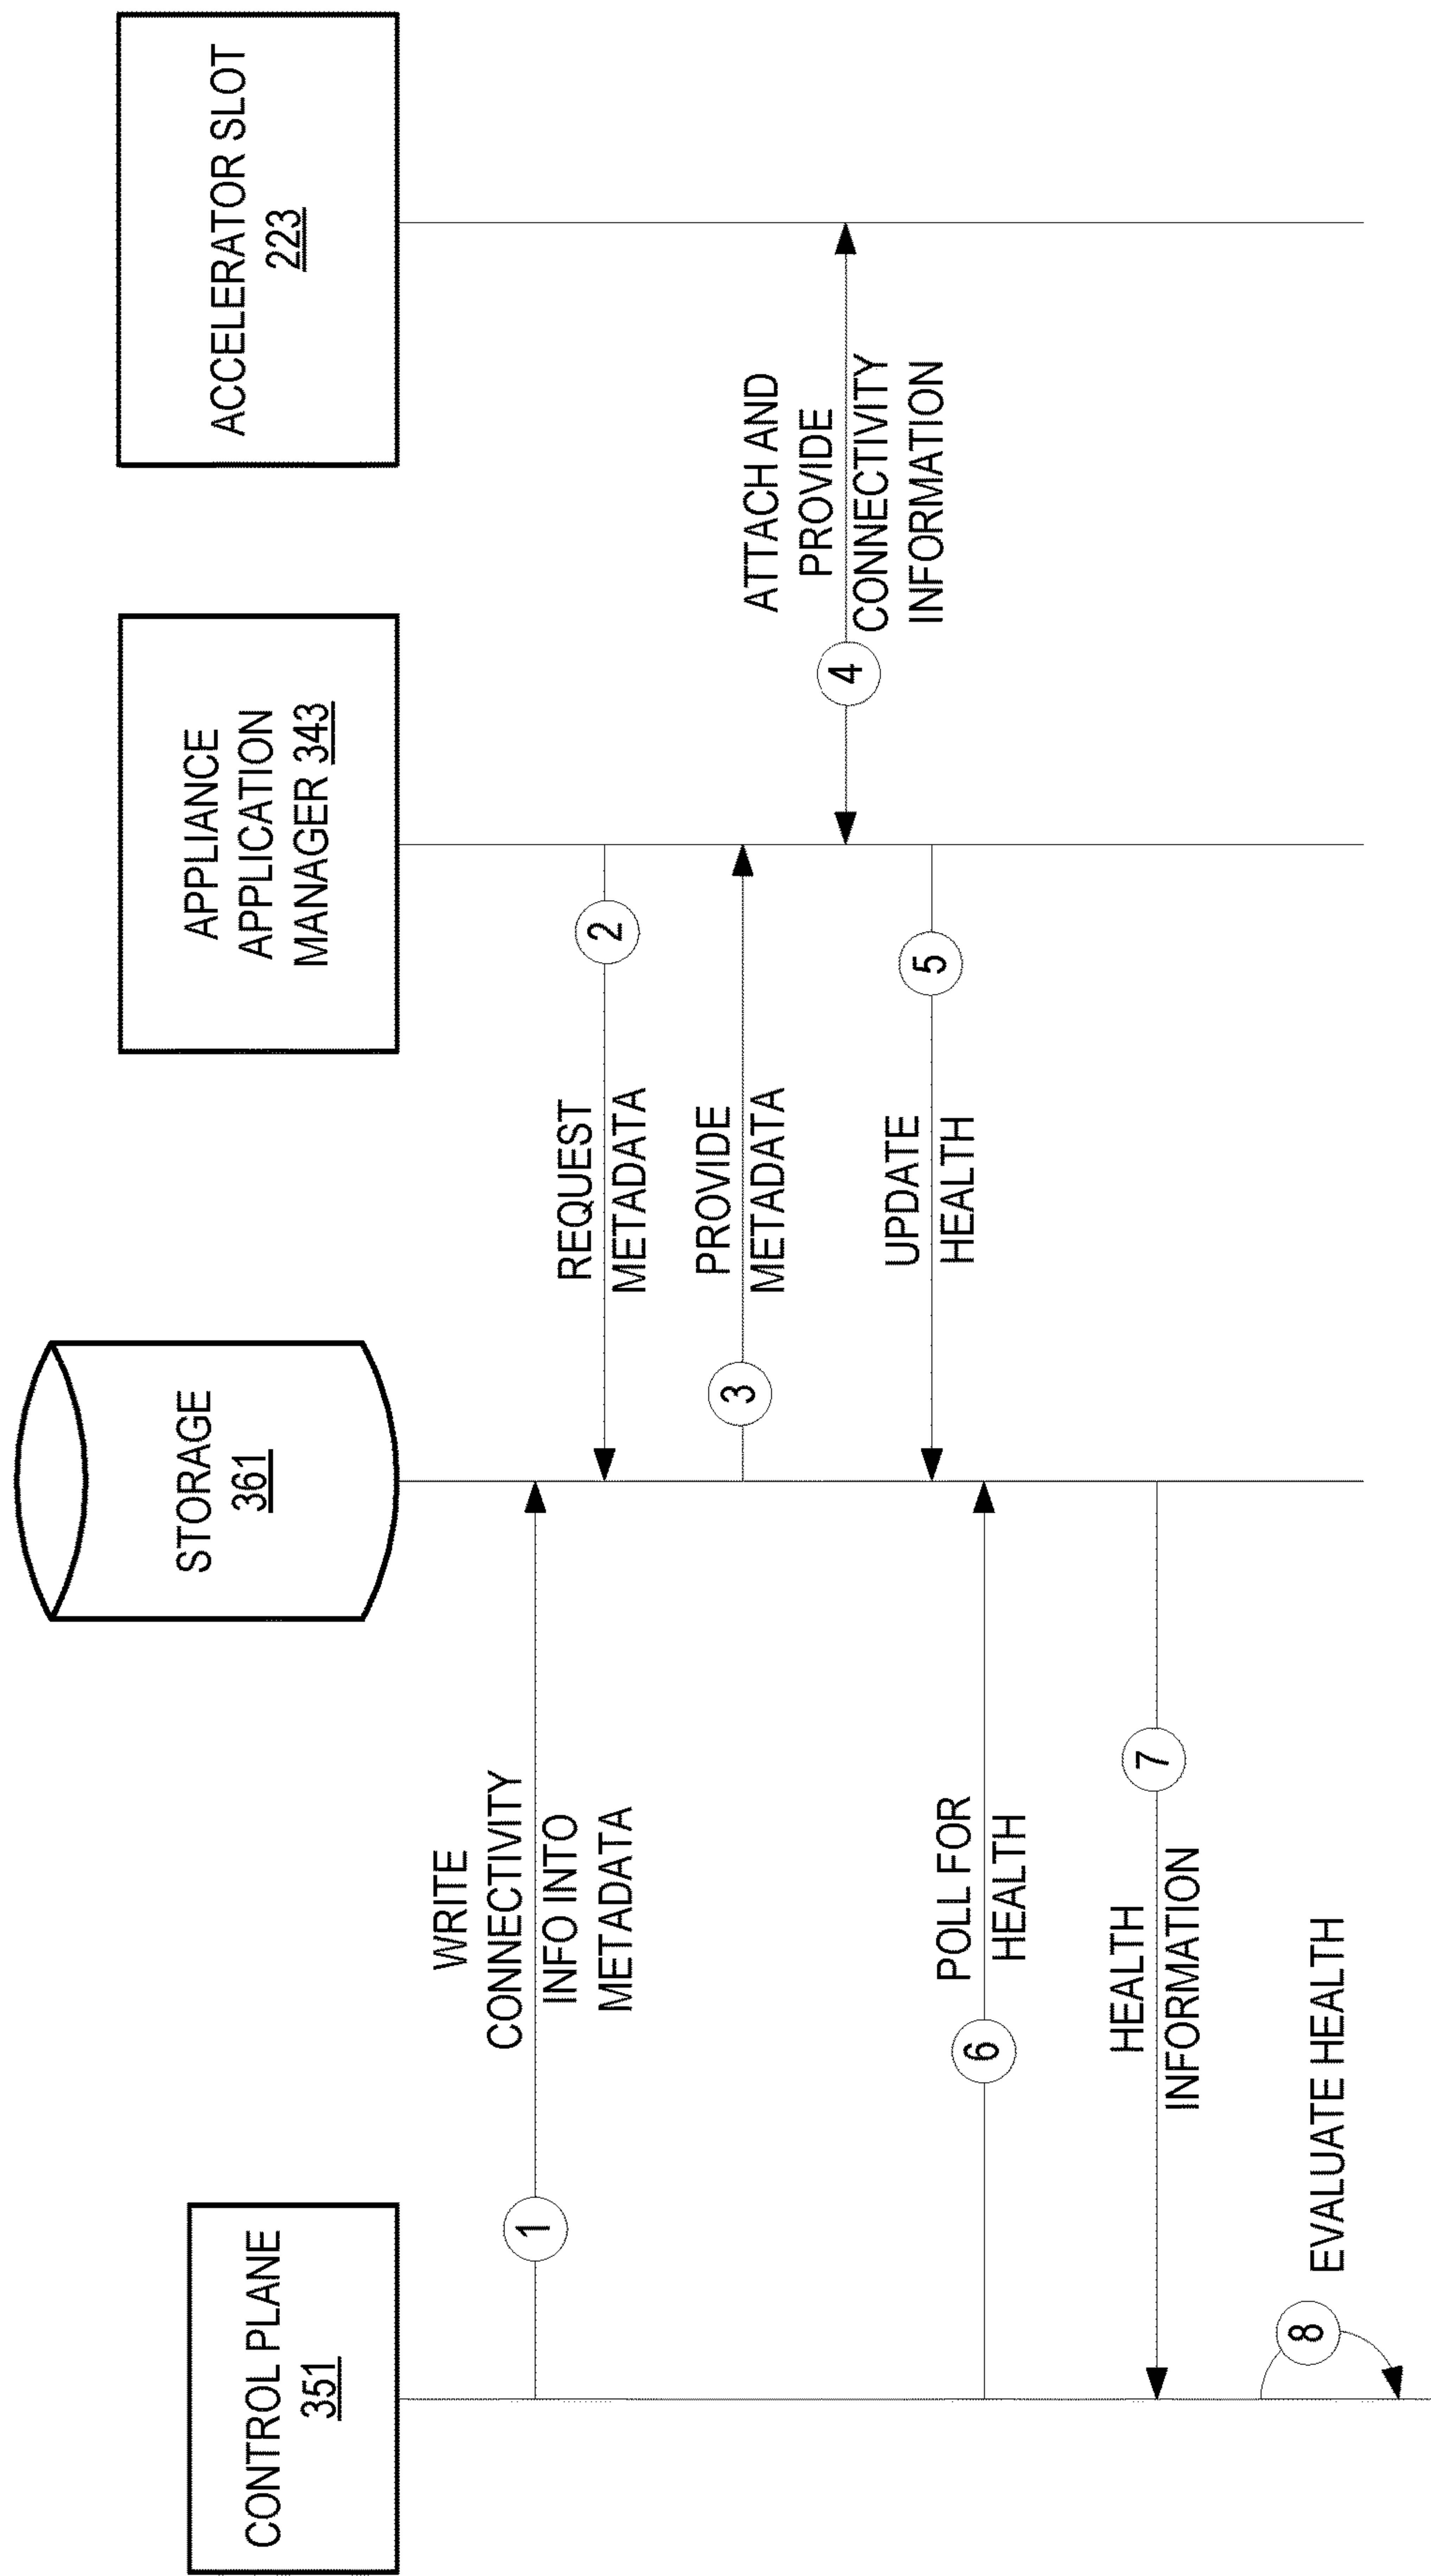 CONTROL PLANE
351
STORAGE
361
APPLIANCE
APPLICATION
MANAGER 343
ACCELERATOR SLOT
223
1
WRITE
CONNECTIVITY
INFO INTO
METADATA
REQUEST
METADATA
2
3
PROVIDE
METADATA
4
ATTACH AND
PROVIDE
CONNECTIVITY
INFORMATION
UPDATE
HEALTH
5
6
POLL FOR
HEALTH
HEALTH
INFORMATION
7
8
EVALUATE HEALTH